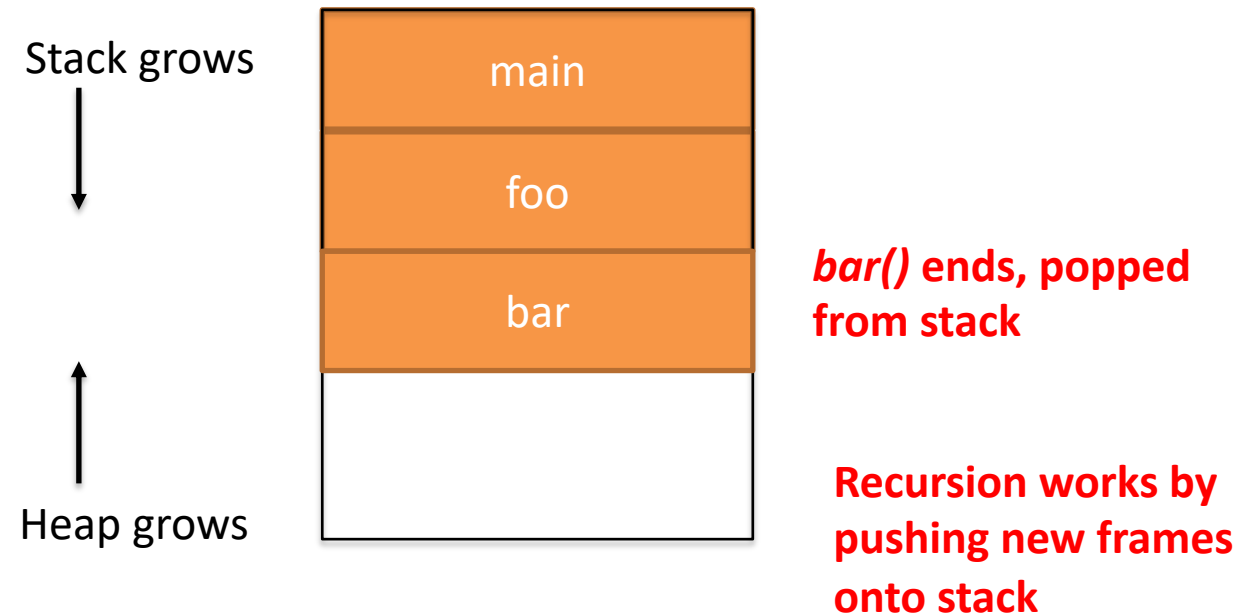 Stack grows
main
foo
bar
bar() ends, popped
from stack
Heap grows
Recursion works by
pushing new frames
onto stack